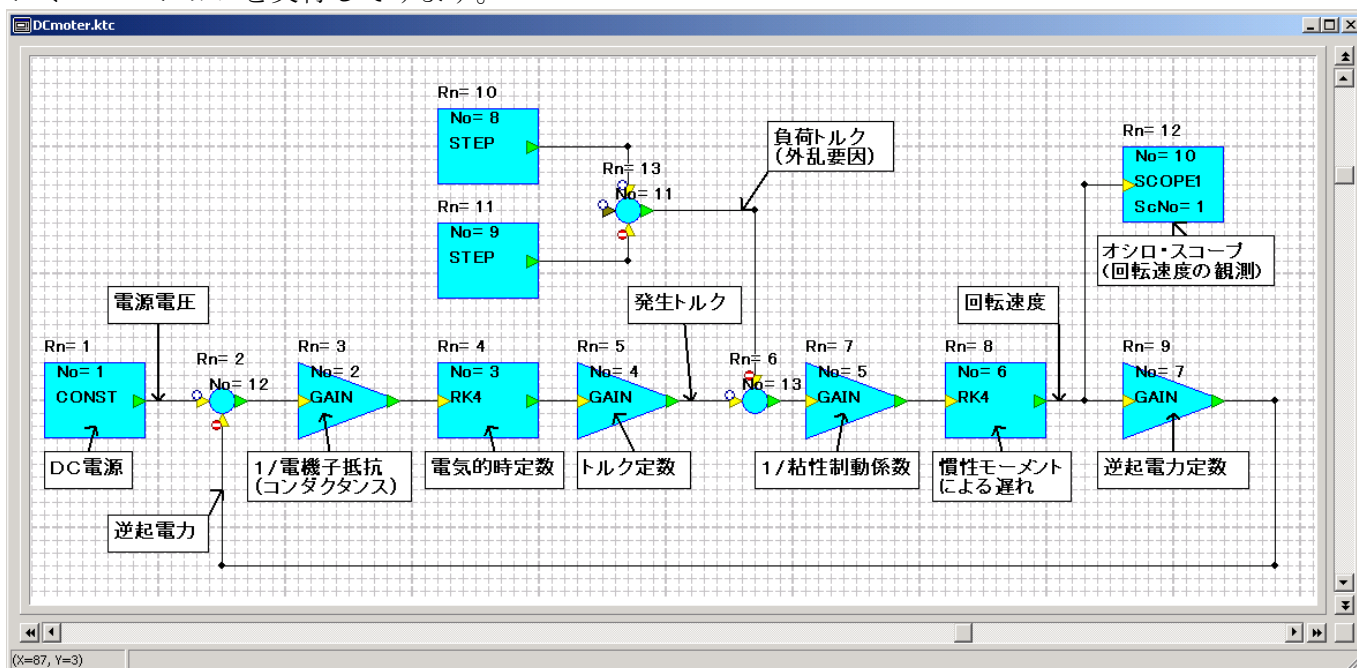 DCmoter.ktc
Rn= 10
No= 8
STEP
Rn= 11
No= 9
STEP
Rn= 13
No= 11
負荷トルク
(外乱要因)
Rn= 12
No= 10
SCOPE1
ScNo= 1
オシロ・スコープ
(回転速度の観測)
電源電圧
発生トルク
回転速度
Rn= 1
No= 1
CONST
DC電源
Rn= 2
No= 12
逆起電力
Rn= 3
No= 2
GAIN
1/電機子抵抗
(コンダクタンス)
Rn= 4
No= 3
RK4
電気的時定数
Rn= 5
No= 4
GAIN
トルク定数
Rn= 6
No= 13
Rn= 7
No= 5
GAIN
1/粘性制動係数
Rn= 8
No= 6
RK4
慣性モーメント
による遅れ
Rn= 9
No= 7
GAIN
逆起電力定数
(X=87, Y=3)